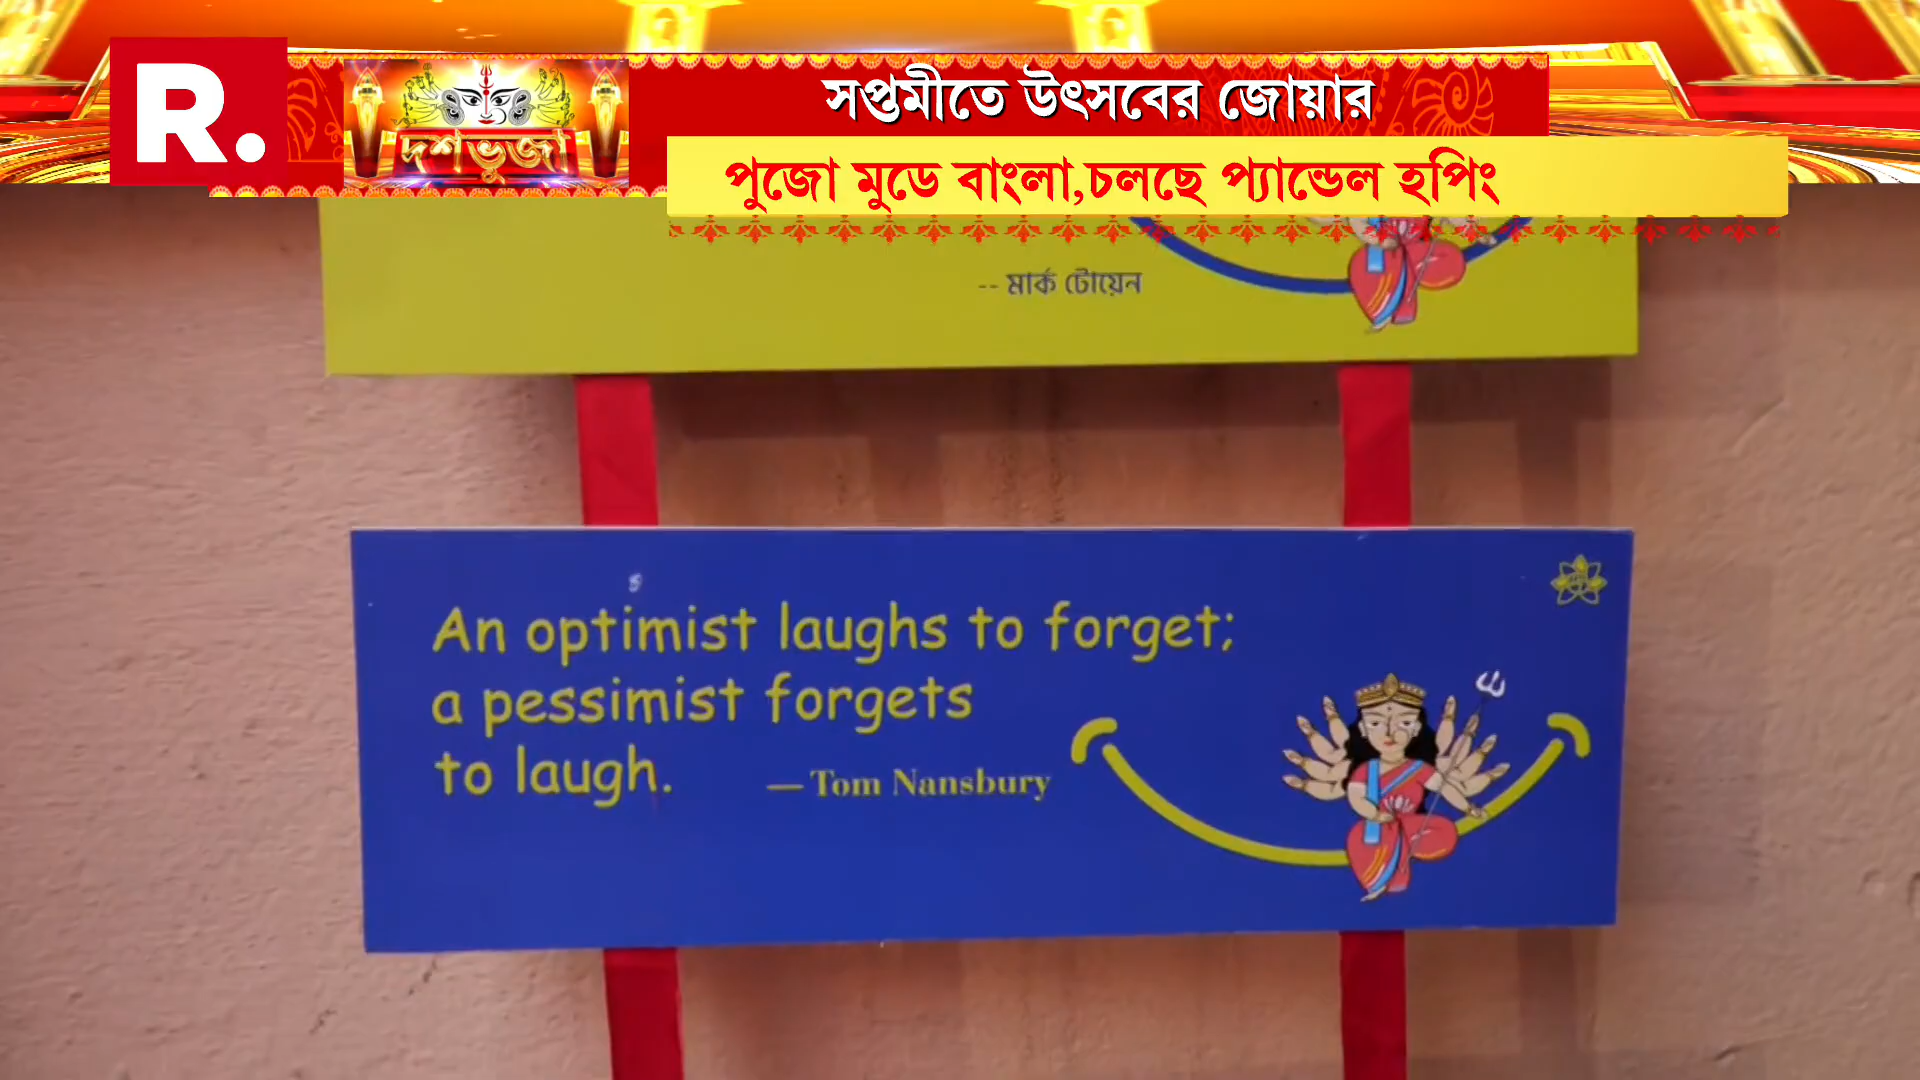 R.
দশভূজা
সপ্তমীতে উৎসবের জোয়ার
পুজো মুডে বাংলা,চলছে প্যান্ডেল হপিং
-- মার্ক টোয়েন
An optimist laughs to forget;
a pessimist forgets
to laugh.
— Tom Nansbury